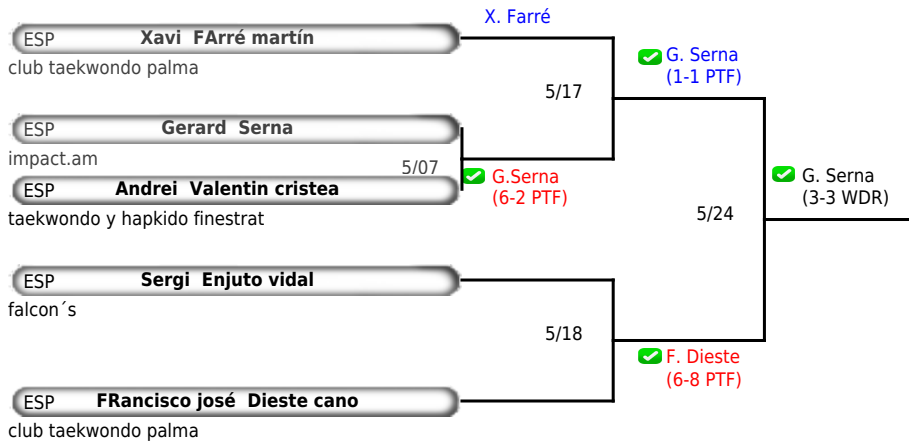 X. Farré
ESP Xavi FArré martín
club taekwondo palma
G. Serna
(1-1 PTF)
5/17
ESP Gerard Serna
impact.am
5/07
G.Serna
(6-2 PTF)
ESP Andrei Valentin cristea
taekwondo y hapkido finestrat
G. Serna
(3-3 WDR)
5/24
ESP Sergi Enjuto vidal
falcon´s
5/18
F. Dieste
(6-8 PTF)
ESP FRancisco josé Dieste cano
club taekwondo palma